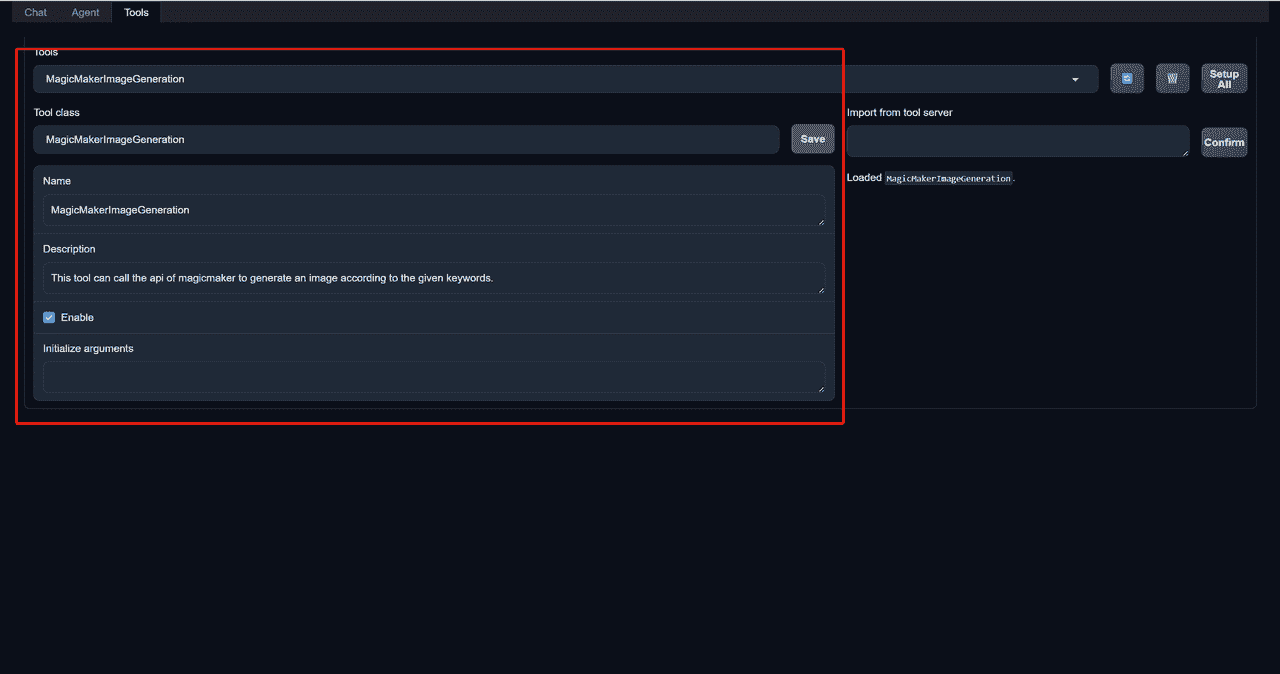 Chat Agent Tools
Tools
MagicMakerImageGeneration
Setup
All
Tool class
MagicMakerImageGeneration
Save
Import from tool server
Confirm
Loaded MagicMakerImageGeneration.
Name
MagicMakerImageGeneration
Description
This tool can call the api of magicmaker to generate an image according to the given keywords.
Enable
Initialize arguments